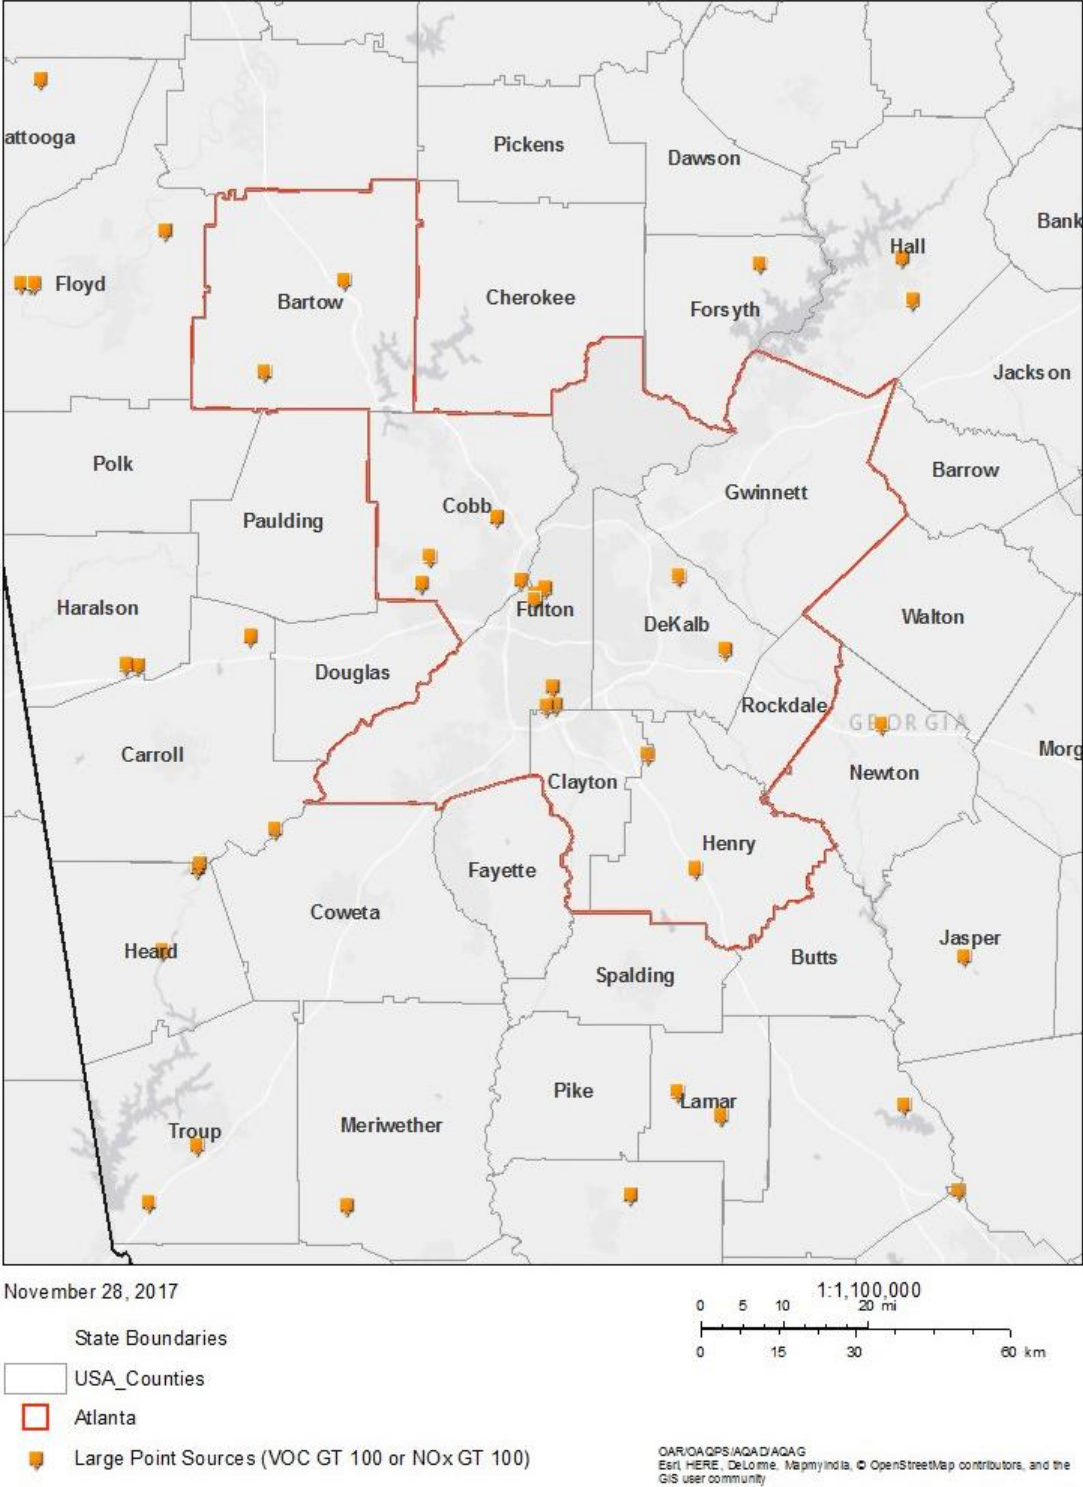 attooga
Pickens
Dawson
Bank
Hall
Floyd
Bartow
Cherokee
Forsyth
Jackson
Polk
Barrow
Gwinnett
Cobb
Paulding
Haralson
Fulton
Walton
DeKalb
Douglas
Rockdale
GEORGIA
Carroll
Morg
Newton
Clayton
Henry
Fayette
Coweta
Jasper
Heard
Butts
Spalding
Pike
Lamar
Meriwether
Troup
November 28, 2017
1:1,100,000
0 5 10 20 mi
0 15 30 60 km
State Boundaries
USA_Counties
Atlanta
Large Point Sources (VOC GT 100 or NOx GT 100)
OAR/OAQPS/AQAD/AQAG
Esri, HERE, DeLorme, MapmyIndia, © OpenStreetMap contributors, and the
GIS user community